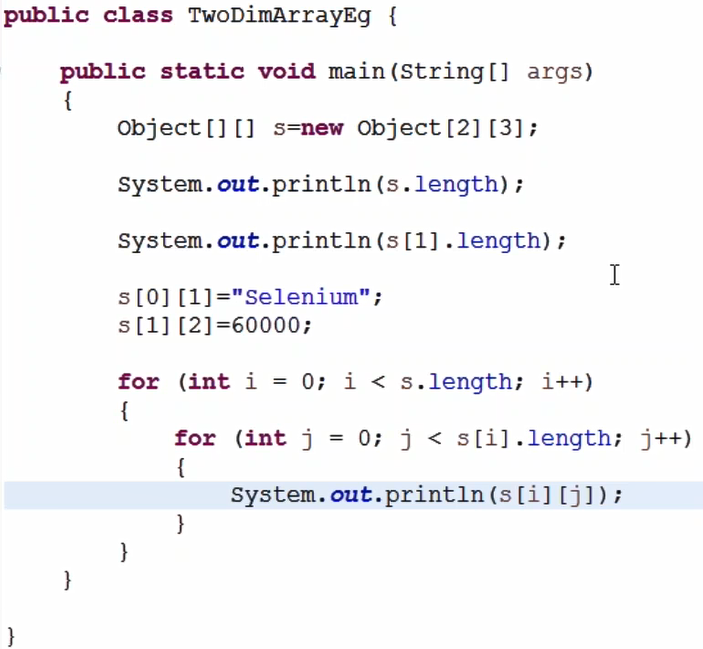 public class TwoDimArrayEg {
public static void main(String[] args)
{
Object[][] s=new Object[2][3];
System.out.println(s.length);
System.out.println(s[1].length);
s[0][1]="Selenium";
s[1][2]=60000;
for (int i = 0; i < s.length; i++)
{
for (int j = 0; j < s[i].length; j++)
{
System.out.println(s[i][j]);
}
}
}
}